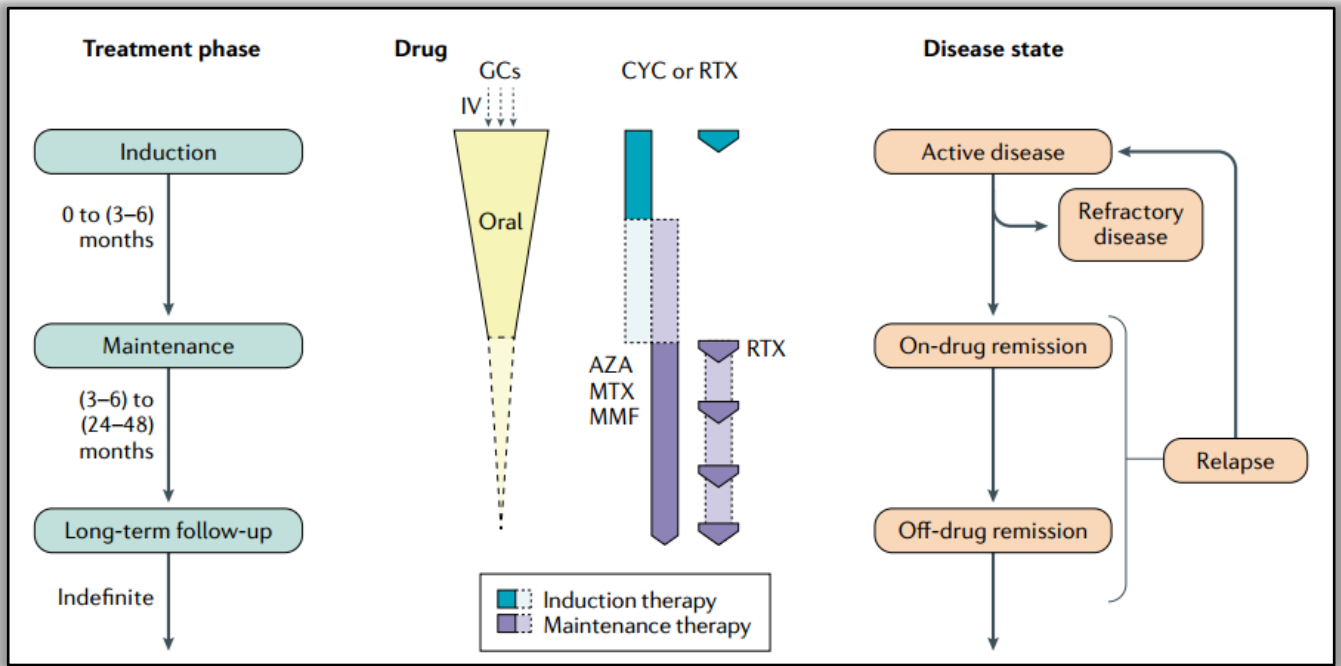 Treatment phase
Drug
Disease state
GCs
IV
CYC or RTX
Induction
0 to (3–6)
months
Maintenance
(3–6) to
(24–48)
months
Long-term follow-up
Indefinite
Oral
AZA
MTX
MMF
RTX
Active disease
Refractory
disease
On-drug remission
Relapse
Off-drug remission
Induction therapy
Maintenance therapy